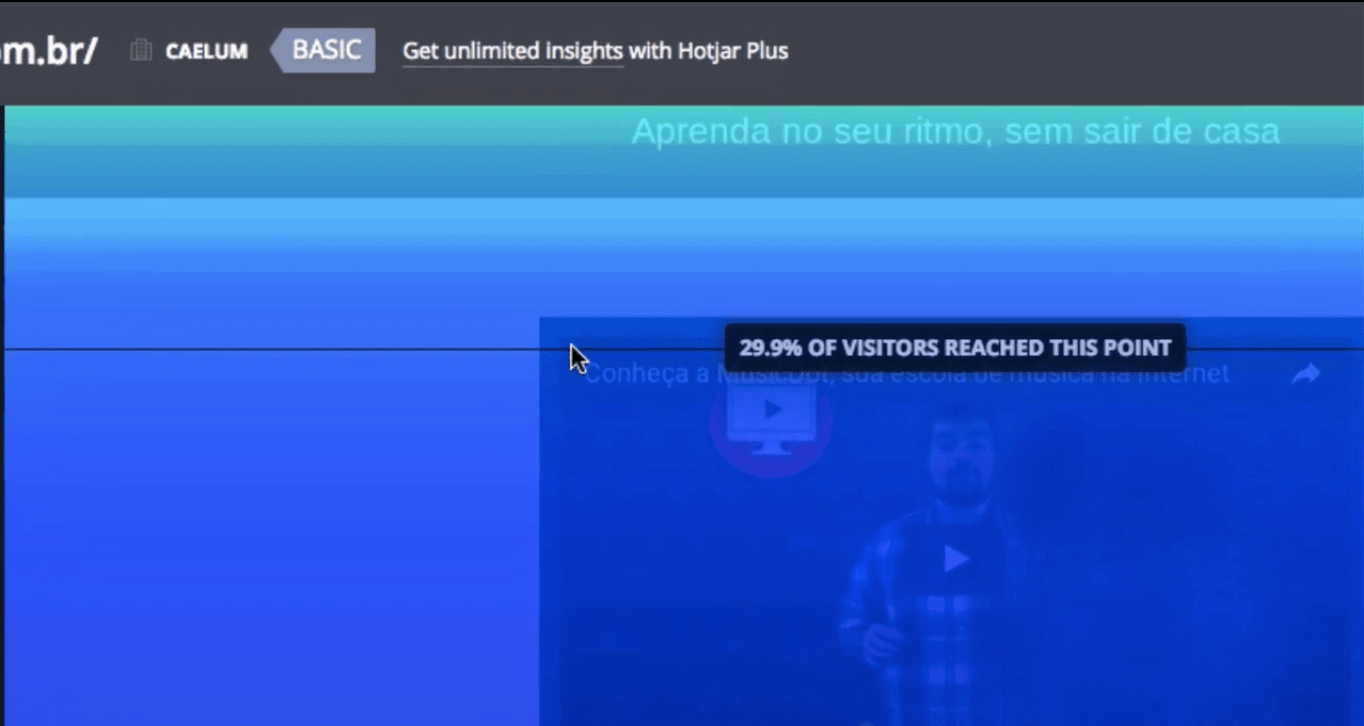 om.br/ CAELUM BASIC Get unlimited insights with Hotjar Plus
Aprenda no seu ritmo, sem sair de casa
29.9% OF VISITORS REACHED THIS POINT
Conheça a MusicDot, sua escola de música na internet